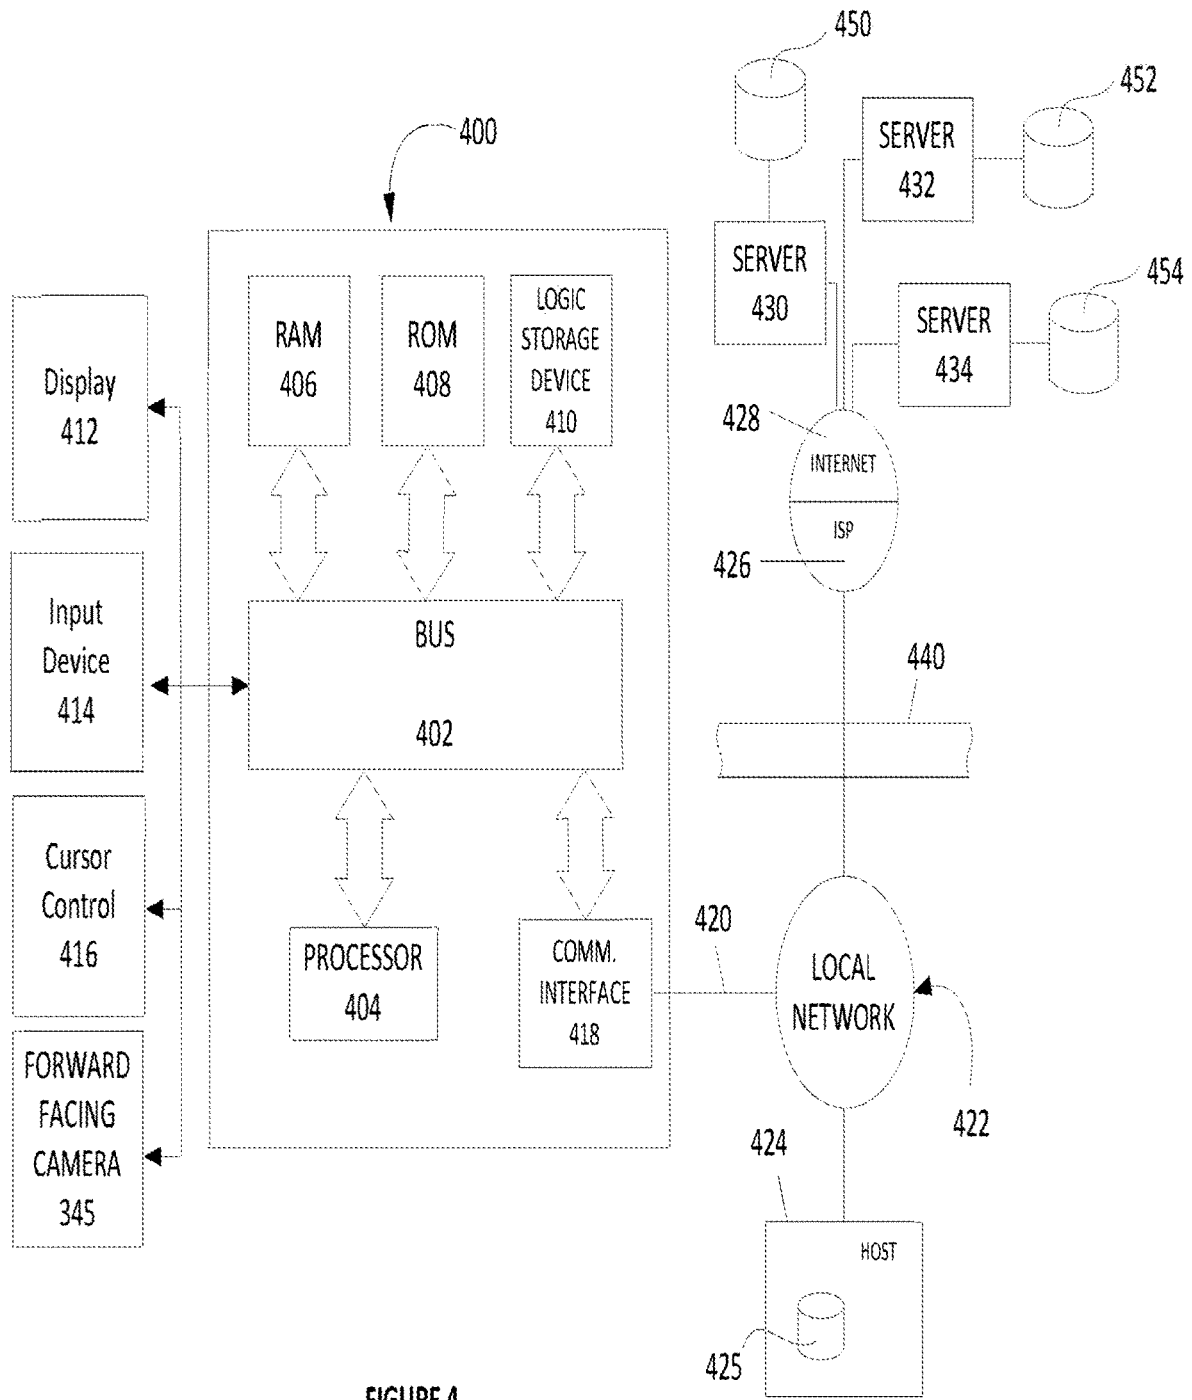 450
452
SERVER
432
400
SERVER
430
454
SERVER
434
RAM
406
ROM
408
LOGIC
STORAGE
DEVICE
410
Display
412
428
INTERNET
ISP
426
Input
Device
414
BUS
402
440
Cursor
Control
416
PROCESSOR
404
COMM.
INTERFACE
418
420
LOCAL
NETWORK
422
FORWARD
FACING
CAMERA
345
424
HOST
425
FIGURE 4